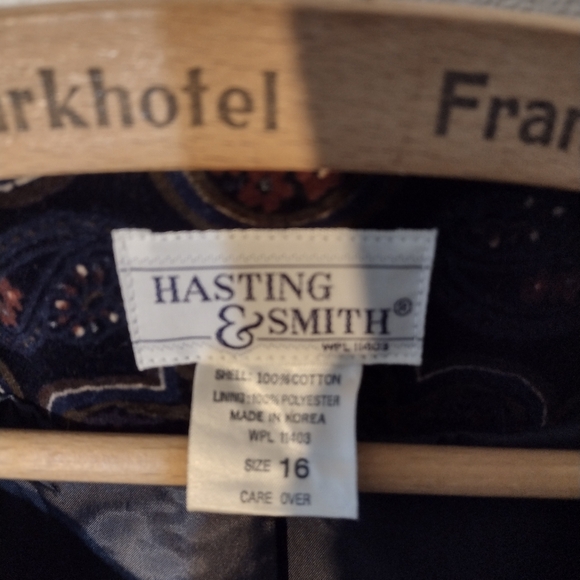 arkhotel Fran
HASTING
& SMITH®
WPL 11403
SHELL: 100% COTTON
LINING: 100% POLYESTER
MADE IN KOREA
WPL 11403
SIZE 16
CARE OVER